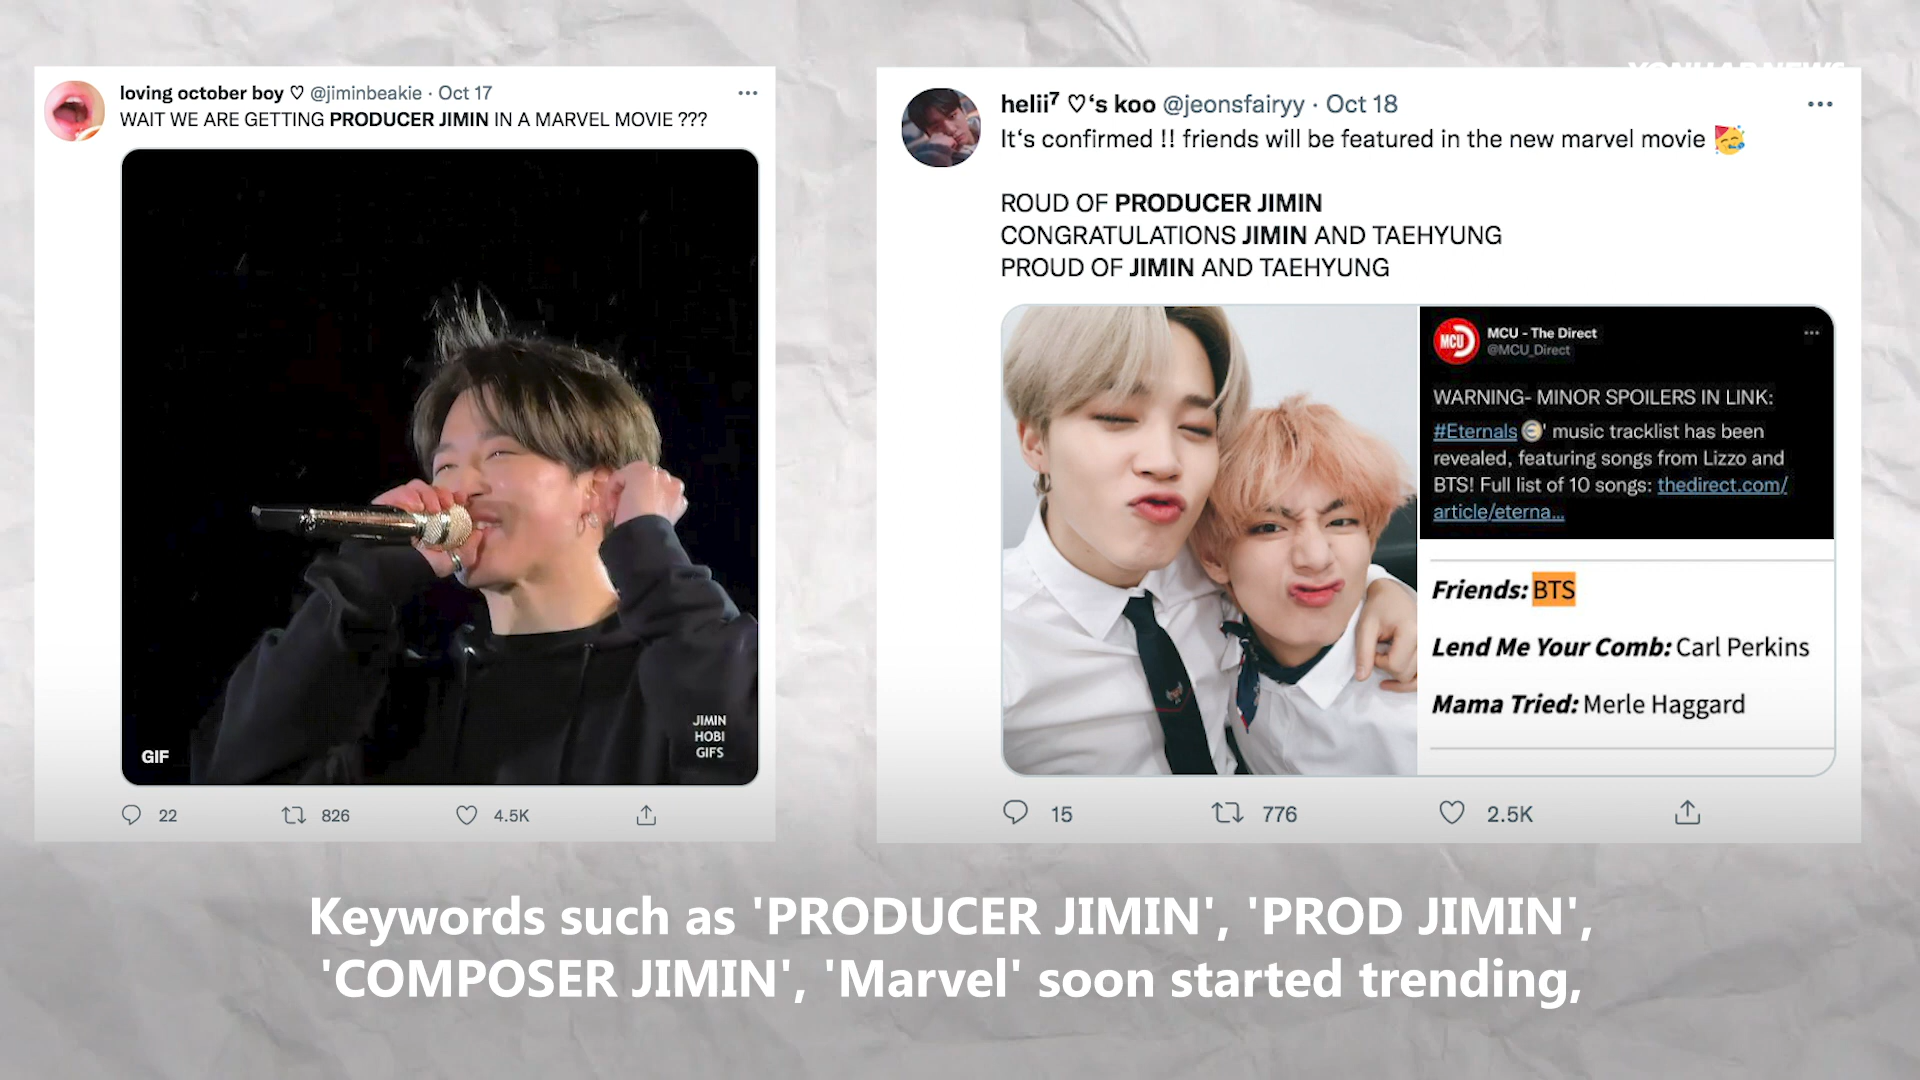 YONHAP NEWS
loving october boy ♡ @jiminbeakie · Oct 17
WAIT WE ARE GETTING PRODUCER JIMIN IN A MARVEL MOVIE ???
JIMIN
HOBI
GIFS
GIF
22 826 4.5K
helii⁷ ♡‘s koo @jeonsfairyy · Oct 18
It‘s confirmed !! friends will be featured in the new marvel movie 🥳
ROUD OF PRODUCER JIMIN
CONGRATULATIONS JIMIN AND TAEHYUNG
PROUD OF JIMIN AND TAEHYUNG
MCU
MCU - The Direct
@MCU_Direct
WARNING- MINOR SPOILERS IN LINK:
#Eternals' music tracklist has been
revealed, featuring songs from Lizzo and
BTS! Full list of 10 songs: thedirect.com/
article/eterna...
Friends: BTS
Lend Me Your Comb: Carl Perkins
Mama Tried: Merle Haggard
15 776 2.5K
Keywords such as 'PRODUCER JIMIN', 'PROD JIMIN',
'COMPOSER JIMIN', 'Marvel' soon started trending,